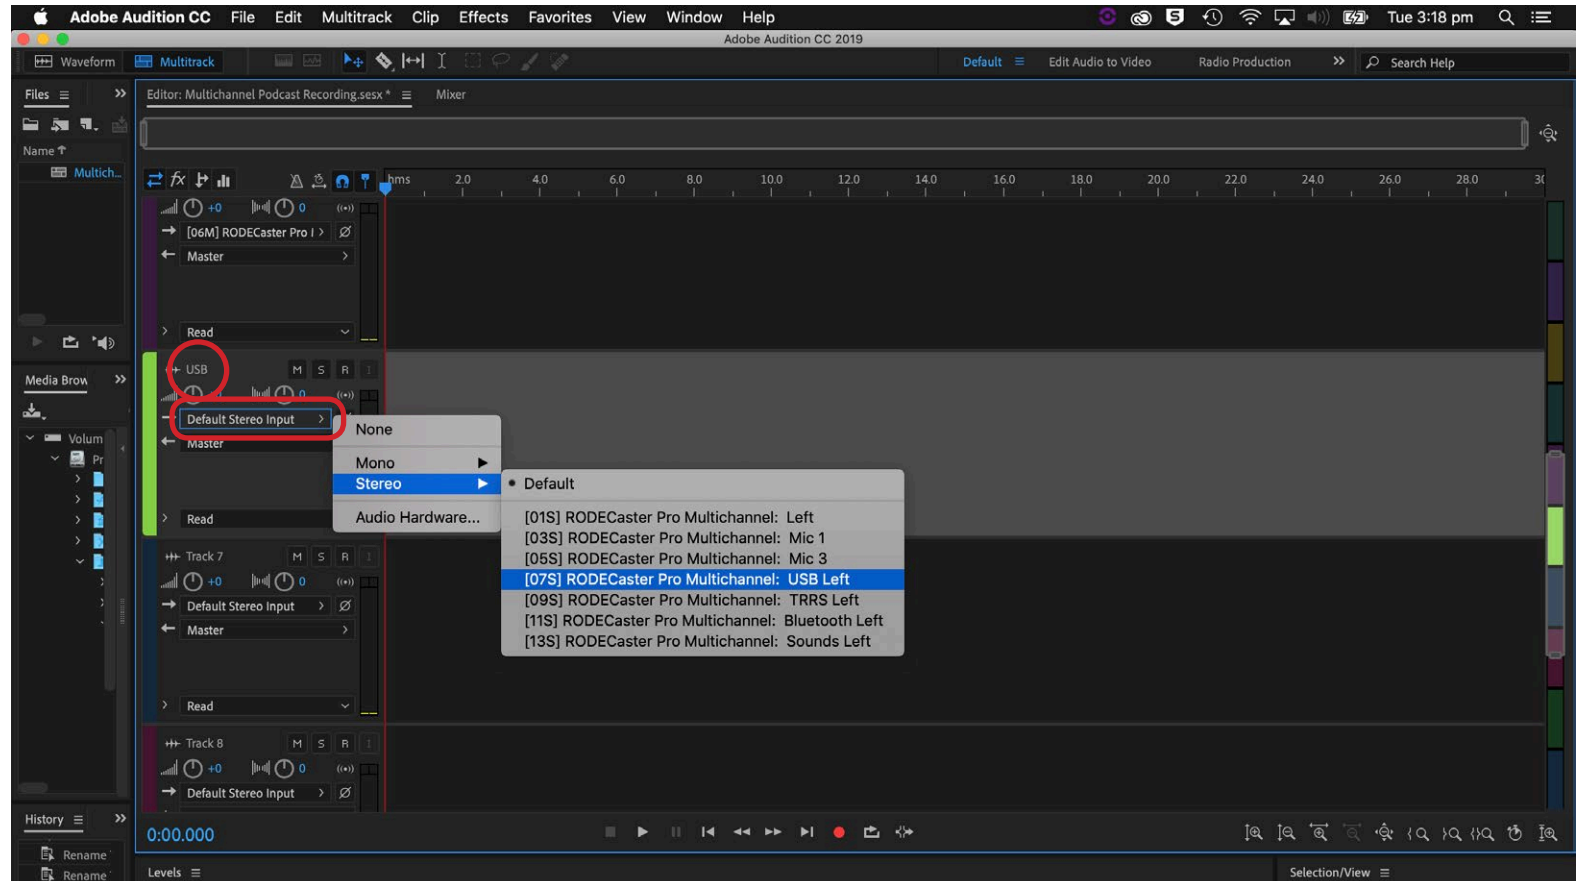 Adobe Audition CC File Edit Multitrack Clip Effects Favorites View Window Help Tue 3:18 pm
Adobe Audition CC 2019
Waveform Multitrack Default Edit Audio to Video Radio Production Search Help
Files Editor: Multichannel Podcast Recording.sesx * Mixer
Name
Multich...
fx hms 2.0 4.0 6.0 8.0 10.0 12.0 14.0 16.0 18.0 20.0 22.0 24.0 26.0 28.0
+0 0
[06M] RODECaster Pro
Master
Read
USB M S R I
0
Media Brow
Default Stereo Input
None
Volum
Master
Pr
Mono
Stereo
Default
Read
Audio Hardware...
[01S] RODECaster Pro Multichannel: Left
[03S] RODECaster Pro Multichannel: Mic 1
[05S] RODECaster Pro Multichannel: Mic 3
[07S] RODECaster Pro Multichannel: USB Left
[09S] RODECaster Pro Multichannel: TRRS Left
[11S] RODECaster Pro Multichannel: Bluetooth Left
[13S] RODECaster Pro Multichannel: Sounds Left
Track 7 M S R I
+0 0
Default Stereo Input
Master
Read
Track 8 M S R I
+0 0
Default Stereo Input
History
0:00.000
Rename
Rename
Levels Selection/View